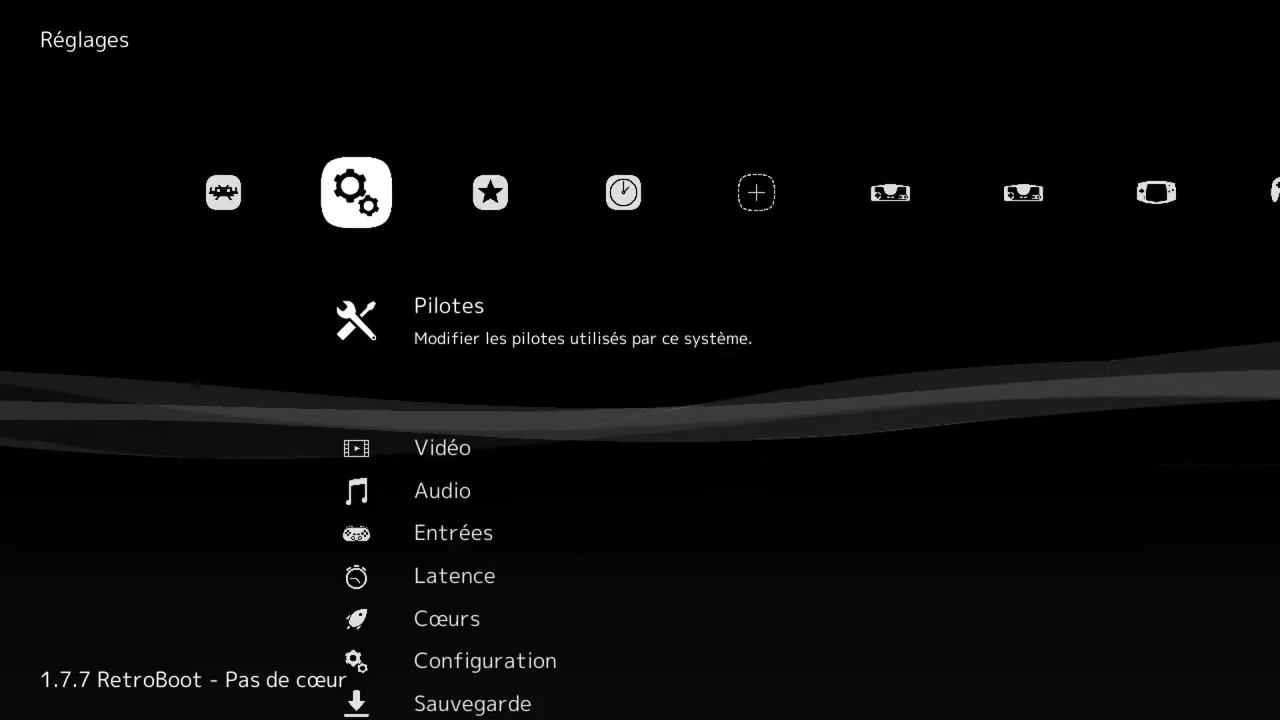 Réglages
Pilotes
Modifier les pilotes utilisés par ce système.
Vidéo
Audio
Entrées
Latence
Cœurs
Configuration
1.7.7 RetroBoot - Pas de cœur
Sauvegarde